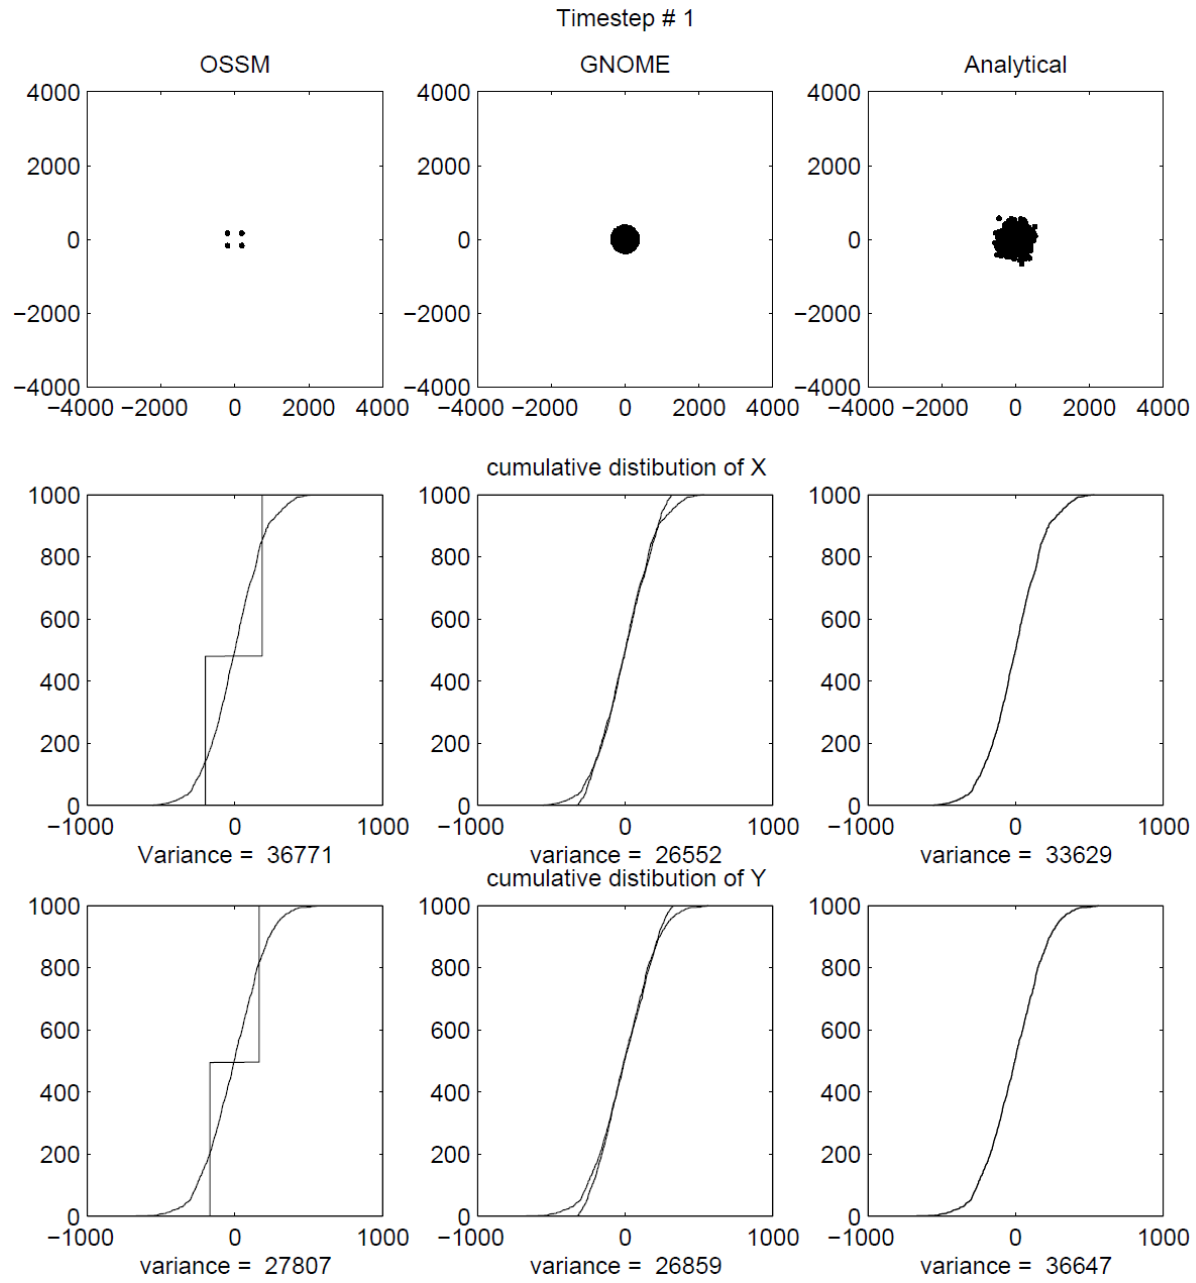 Timestep # 1
OSSM GNOME Analytical
4000 4000 4000
2000 2000 2000
0 0 0
−2000 −2000 −2000
−4000 −4000 −4000
−4000 −2000 0 2000 4000 −4000 −2000 0 2000 4000 −4000 −2000 0 2000 4000
cumulative distibution of X
1000 1000 1000
800 800 800
600 600 600
400 400 400
200 200 200
0 0 0
−1000 0 1000 −1000 0 1000 −1000 0 1000
Variance = 36771 variance = 26552 variance = 33629
cumulative distibution of Y
1000 1000 1000
800 800 800
600 600 600
400 400 400
200 200 200
0 0 0
−1000 0 1000 −1000 0 1000 −1000 0 1000
variance = 27807 variance = 26859 variance = 36647